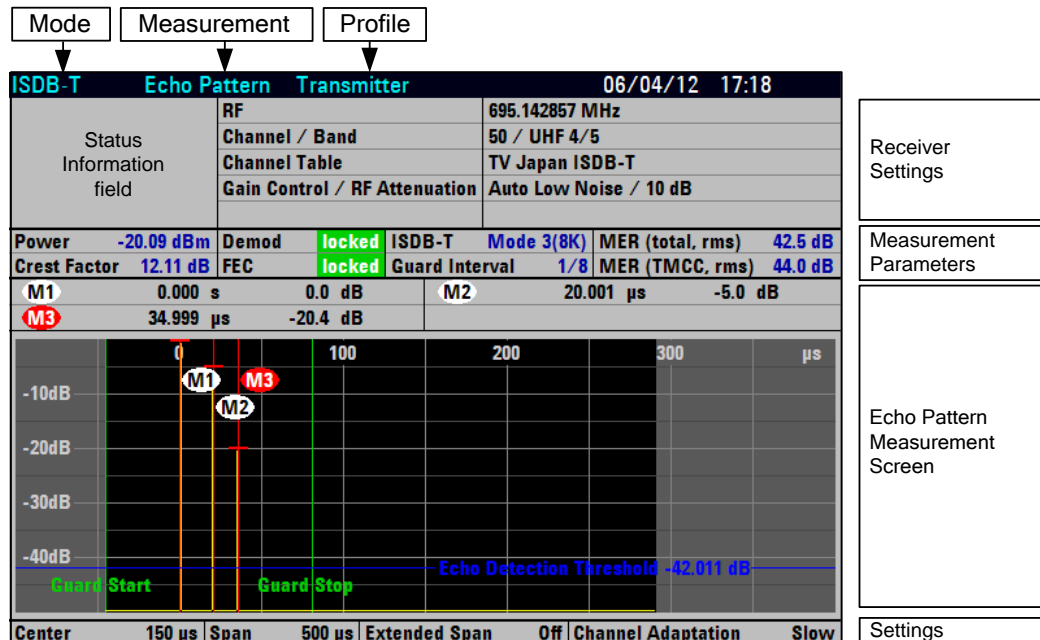 Mode Measurement Profile
ISDB-T Echo Pattern Transmitter 06/04/12 17:18
Status
Information
field
RF 695.142857 MHz
Channel / Band 50 / UHF 4/5
Channel Table TV Japan ISDB-T
Gain Control / RF Attenuation Auto Low Noise / 10 dB
Receiver
Settings
Power -20.09 dBm Demod locked ISDB-T Mode 3(8K) MER (total, rms) 42.5 dB
Crest Factor 12.11 dB FEC locked Guard Interval 1/8 MER (TMCC, rms) 44.0 dB
Measurement
Parameters
M1 0.000 s 0.0 dB M2 20.001 µs -5.0 dB
M3 34.999 µs -20.4 dB
0 100 200 300 µs
M1 M3
-10dB
M2
-20dB
-30dB
-40dB
Echo Detection Threshold -42.011 dB
Guard Start Guard Stop
Echo Pattern
Measurement
Screen
Center 150 µs Span 500 µs Extended Span Off Channel Adaptation Slow
Settings